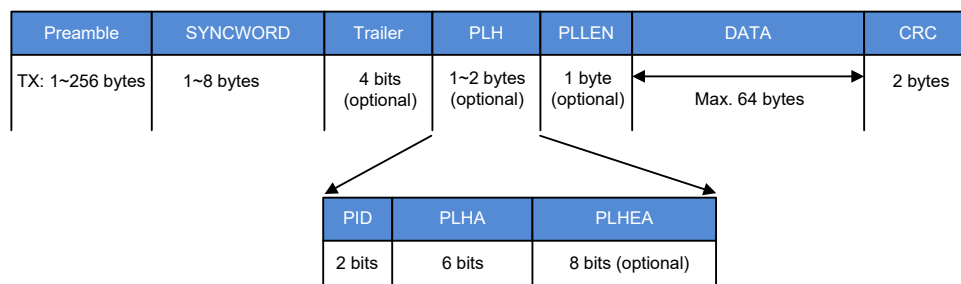 Preamble SYNCWORD Trailer PLH PLLEN DATA CRC
TX: 1~256 bytes 1~8 bytes 4 bits 1~2 bytes 1 byte 2 bytes
(optional) (optional) (optional) Max. 64 bytes
PID PLHA PLHEA
2 bits 6 bits 8 bits (optional)